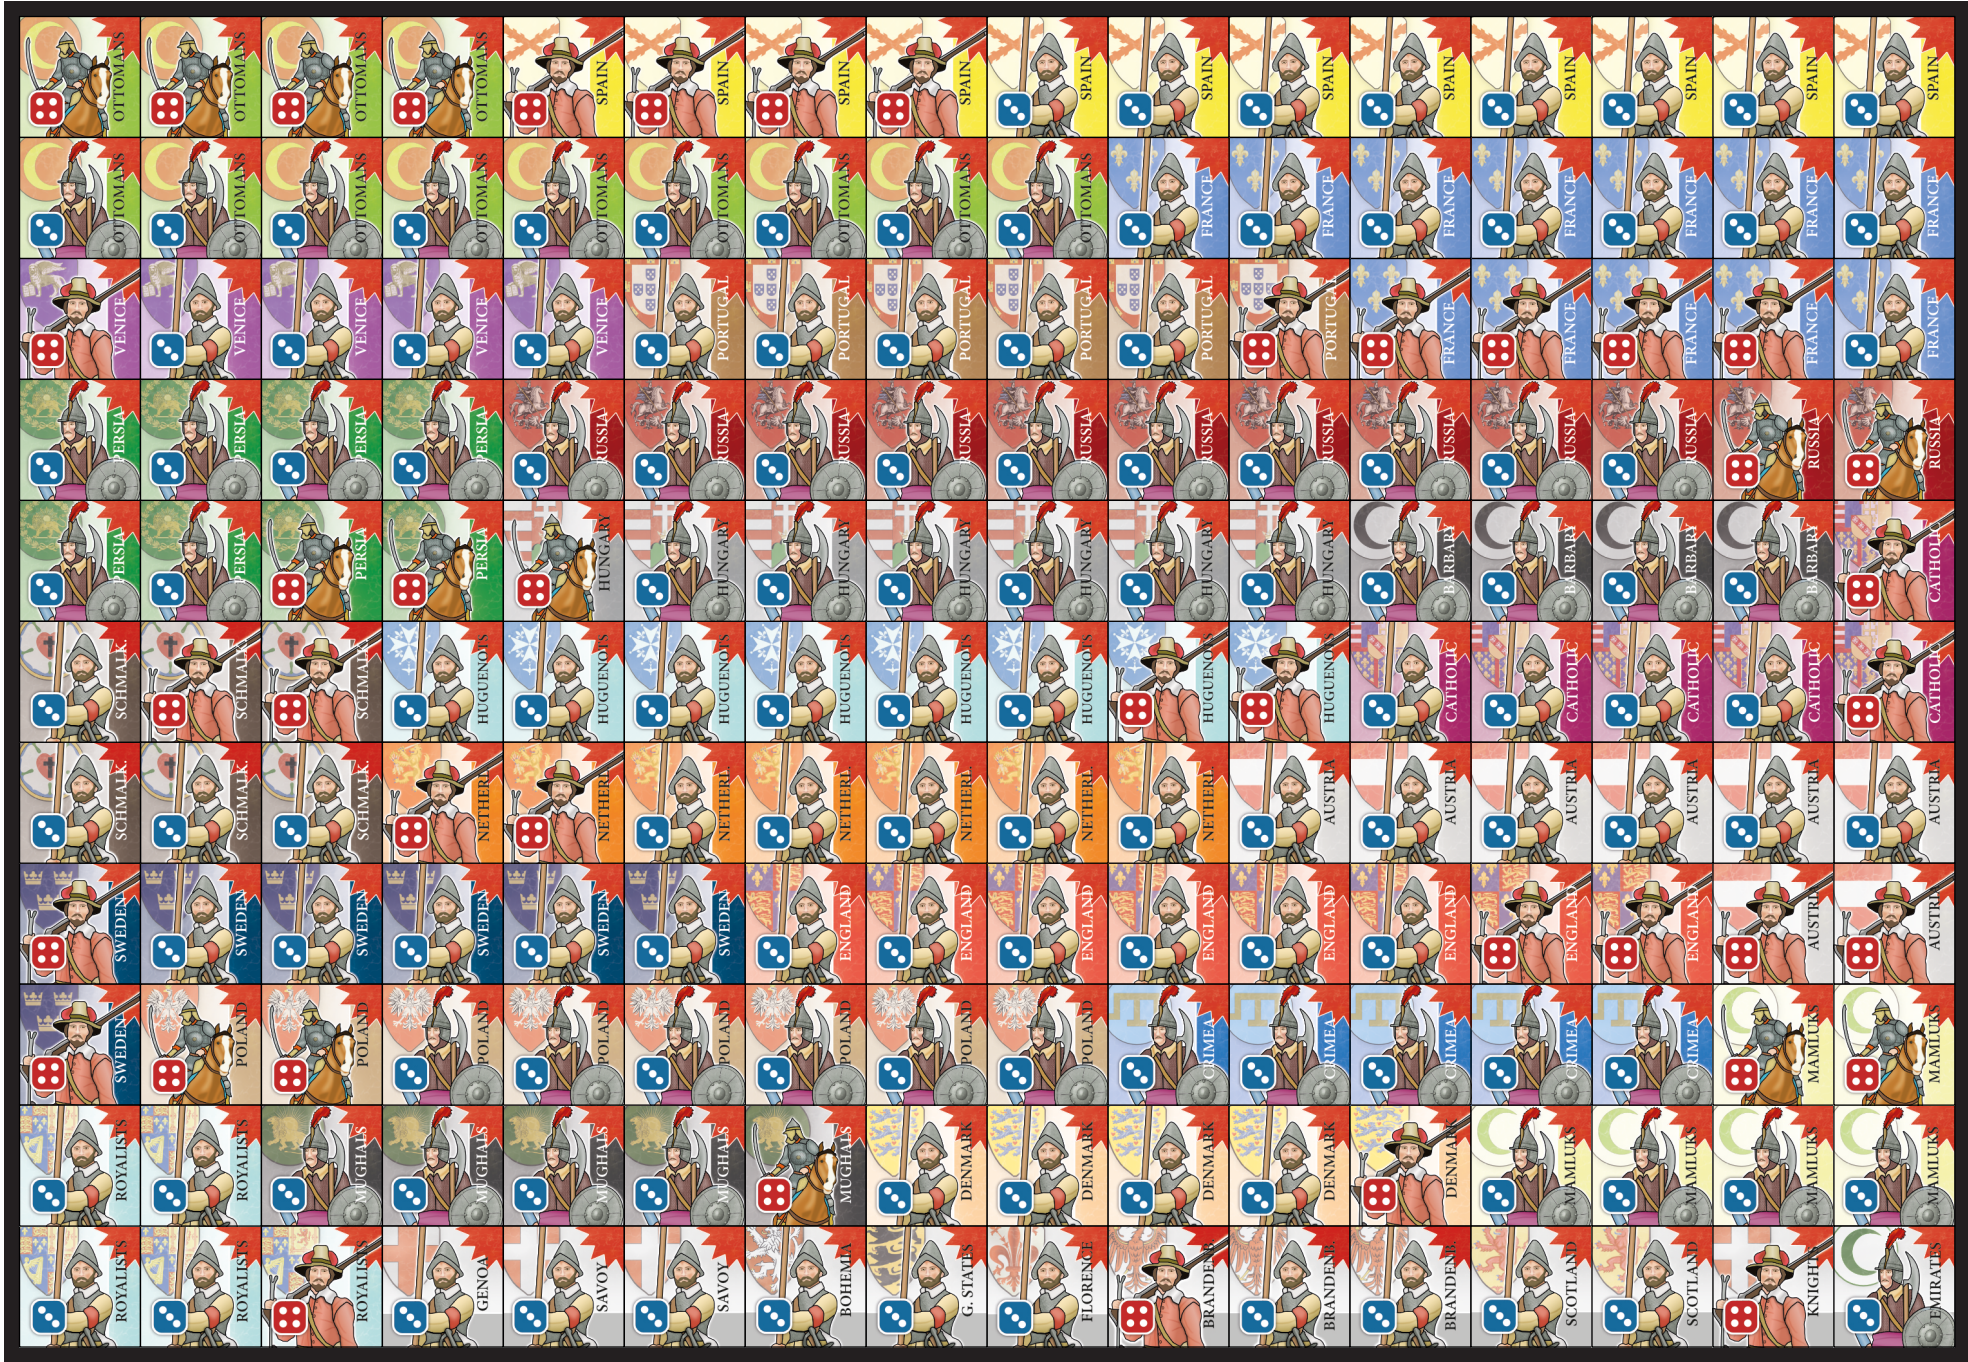 OTTOMANS OTTOMANS OTTOMANS OTTOMANS SPAIN SPAIN SPAIN SPAIN SPAIN SPAIN SPAIN SPAIN SPAIN SPAIN SPAIN SPAIN
OTTOMANS OTTOMANS OTTOMANS OTTOMANS OTTOMANS OTTOMANS OTTOMANS OTTOMANS OTTOMANS FRANCE FRANCE FRANCE FRANCE FRANCE FRANCE FRANCE
VENICE VENICE VENICE VENICE VENICE PORTUGAL PORTUGAL PORTUGAL PORTUGAL PORTUGAL PORTUGAL FRANCE FRANCE FRANCE FRANCE FRANCE
PERSIA PERSIA PERSIA PERSIA RUSSIA RUSSIA RUSSIA RUSSIA RUSSIA RUSSIA RUSSIA RUSSIA RUSSIA RUSSIA RUSSIA RUSSIA
PERSIA PERSIA PERSIA PERSIA HUNGARY HUNGARY HUNGARY HUNGARY HUNGARY HUNGARY HUNGARY BARBARY BARBARY BARBARY BARBARY CATHOLIC
SCHMALK. SCHMALK. SCHMALK. HUGUENOTS HUGUENOTS HUGUENOTS HUGUENOTS HUGUENOTS HUGUENOTS HUGUENOTS HUGUENOTS CATHOLIC CATHOLIC CATHOLIC CATHOLIC CATHOLIC
SCHMALK. SCHMALK. SCHMALK. NETHERL. NETHERL. NETHERL. NETHERL. NETHERL. NETHERL. NETHERL. AUSTRIA AUSTRIA AUSTRIA AUSTRIA AUSTRIA AUSTRIA
SWEDEN SWEDEN SWEDEN SWEDEN SWEDEN SWEDEN ENGLAND ENGLAND ENGLAND ENGLAND ENGLAND ENGLAND ENGLAND ENGLAND AUSTRIA AUSTRIA
SWEDEN POLAND POLAND POLAND POLAND POLAND POLAND POLAND POLAND CRIMEA CRIMEA CRIMEA CRIMEA CRIMEA MAMLUKS MAMLUKS
ROYALISTS ROYALISTS MUGHALS MUGHALS MUGHALS MUGHALS MUGHALS DENMARK DENMARK DENMARK DENMARK DENMARK MAMLUKS MAMLUKS MAMLUKS MAMLUKS
ROYALISTS ROYALISTS ROYALISTS GENOA SAVOY SAVOY BOHEMIA G. STATES FLORENCE BRANDENB. BRANDENB. BRANDENB. SCOTLAND SCOTLAND KNIGHTS EMIRATES